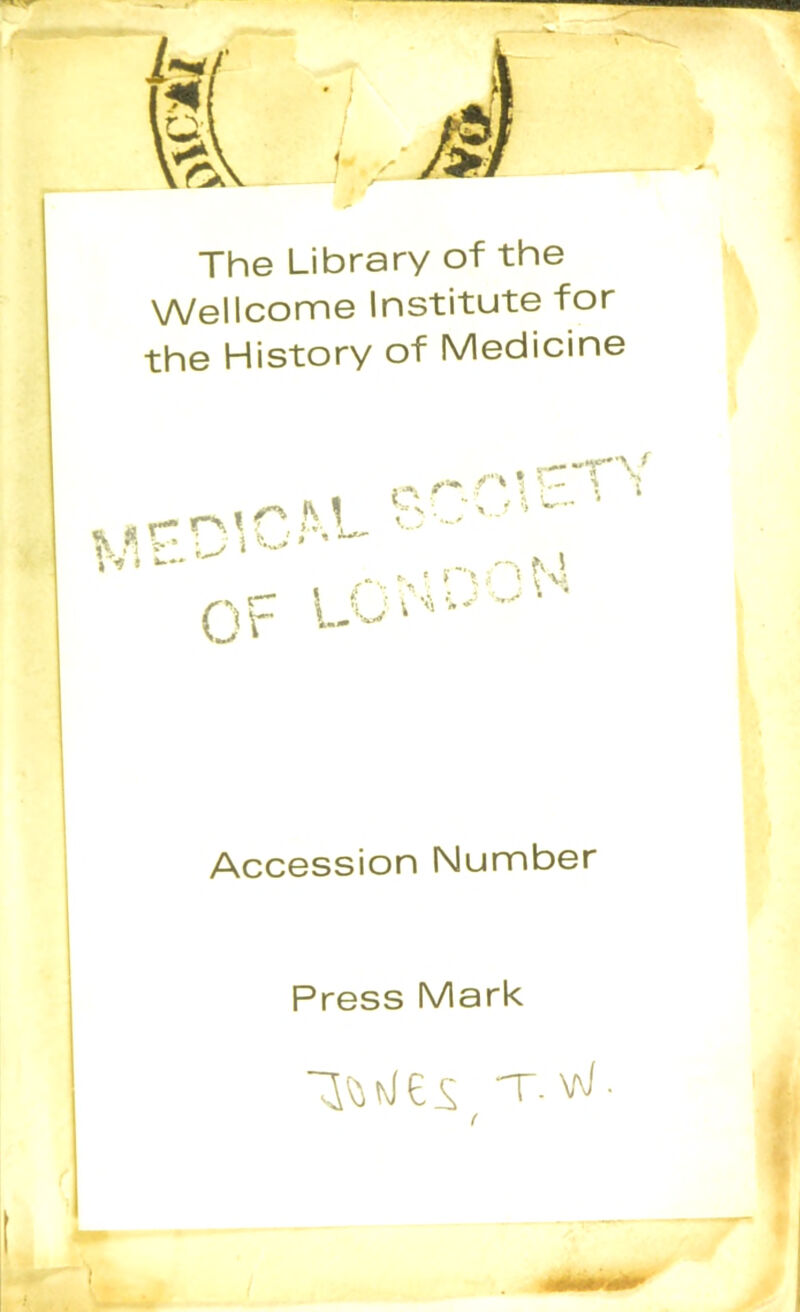 DICAL
The Library of the
Wellcome Institute for
the History of Medicine
MEDICAL SOCIETY
OF LONDON
Accession Number
Press Mark
JONES, T. W.